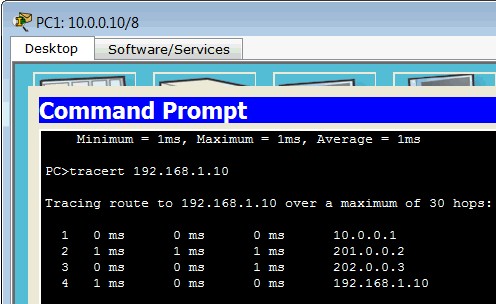 PC1: 10.0.0.10/8
Desktop Software/Services
Command Prompt
Minimum = 1ms, Maximum = 1ms, Average = 1ms
PC>tracert 192.168.1.10
Tracing route to 192.168.1.10 over a maximum of 30 hops:
1 0 ms 0 ms 0 ms 10.0.0.1
2 1 ms 1 ms 1 ms 201.0.0.2
3 0 ms 0 ms 1 ms 202.0.0.3
4 1 ms 0 ms 0 ms 192.168.1.10